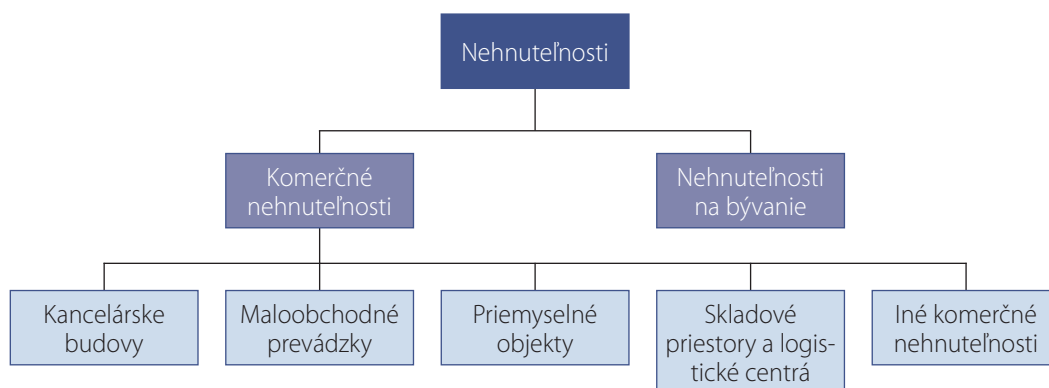 Nehnuteľnosti
Komerčné
nehnuteľnosti
Nehnuteľnosti
na bývanie
Kancelárske
budovy
Maloobchodné
prevádzky
Priemyselné
objekty
Skladové
priestory a logis-
tické centrá
Iné komerčné
nehnuteľnosti